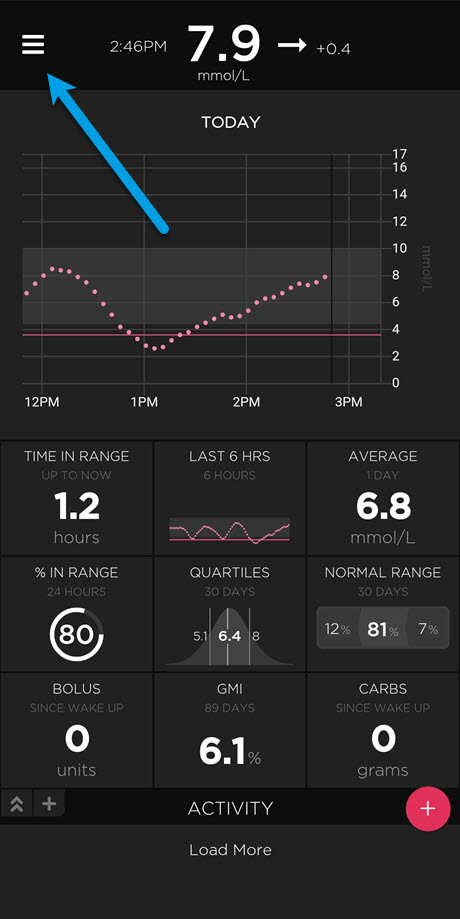 2:46PM 7.9 +0.4
mmol/L
TODAY
17
16
14
12
10
8
6
4
2
0
mmol/L
12PM 1PM 2PM 3PM
TIME IN RANGE
UP TO NOW
1.2
hours
LAST 6 HRS
6 HOURS
AVERAGE
1 DAY
6.8
mmol/L
% IN RANGE
24 HOURS
80
QUARTILES
30 DAYS
5.1 6.4 8
NORMAL RANGE
30 DAYS
12% 81% 7%
BOLUS
SINCE WAKE UP
0
units
GMI
89 DAYS
6.1%
CARBS
SINCE WAKE UP
0
grams
ACTIVITY
Load More